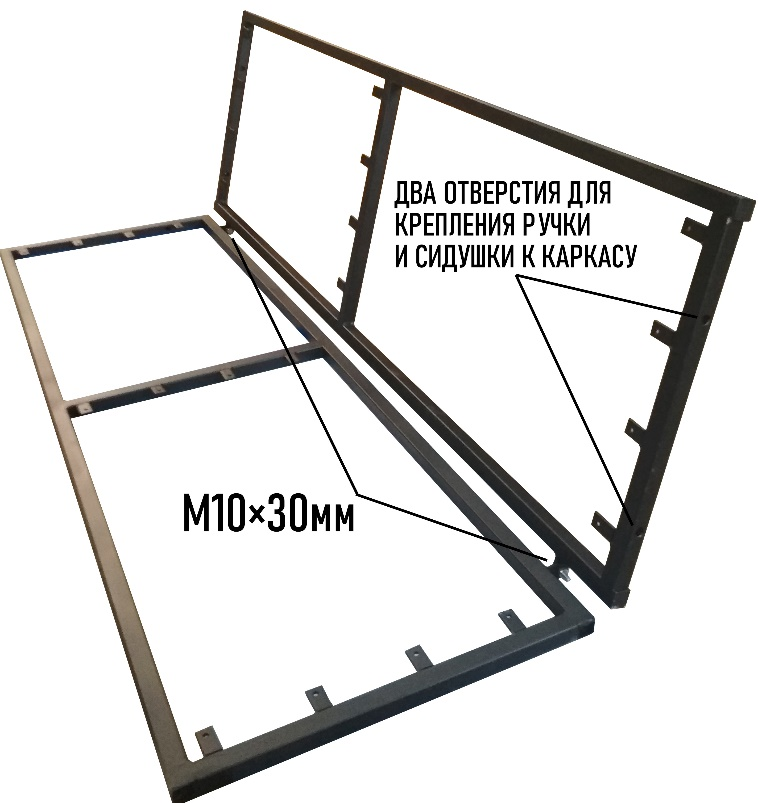 ДВА ОТВЕРСТИЯ ДЛЯ
КРЕПЛЕНИЯ РУЧКИ
И СИДУШКИ К КАРКАСУ
М10×30мм